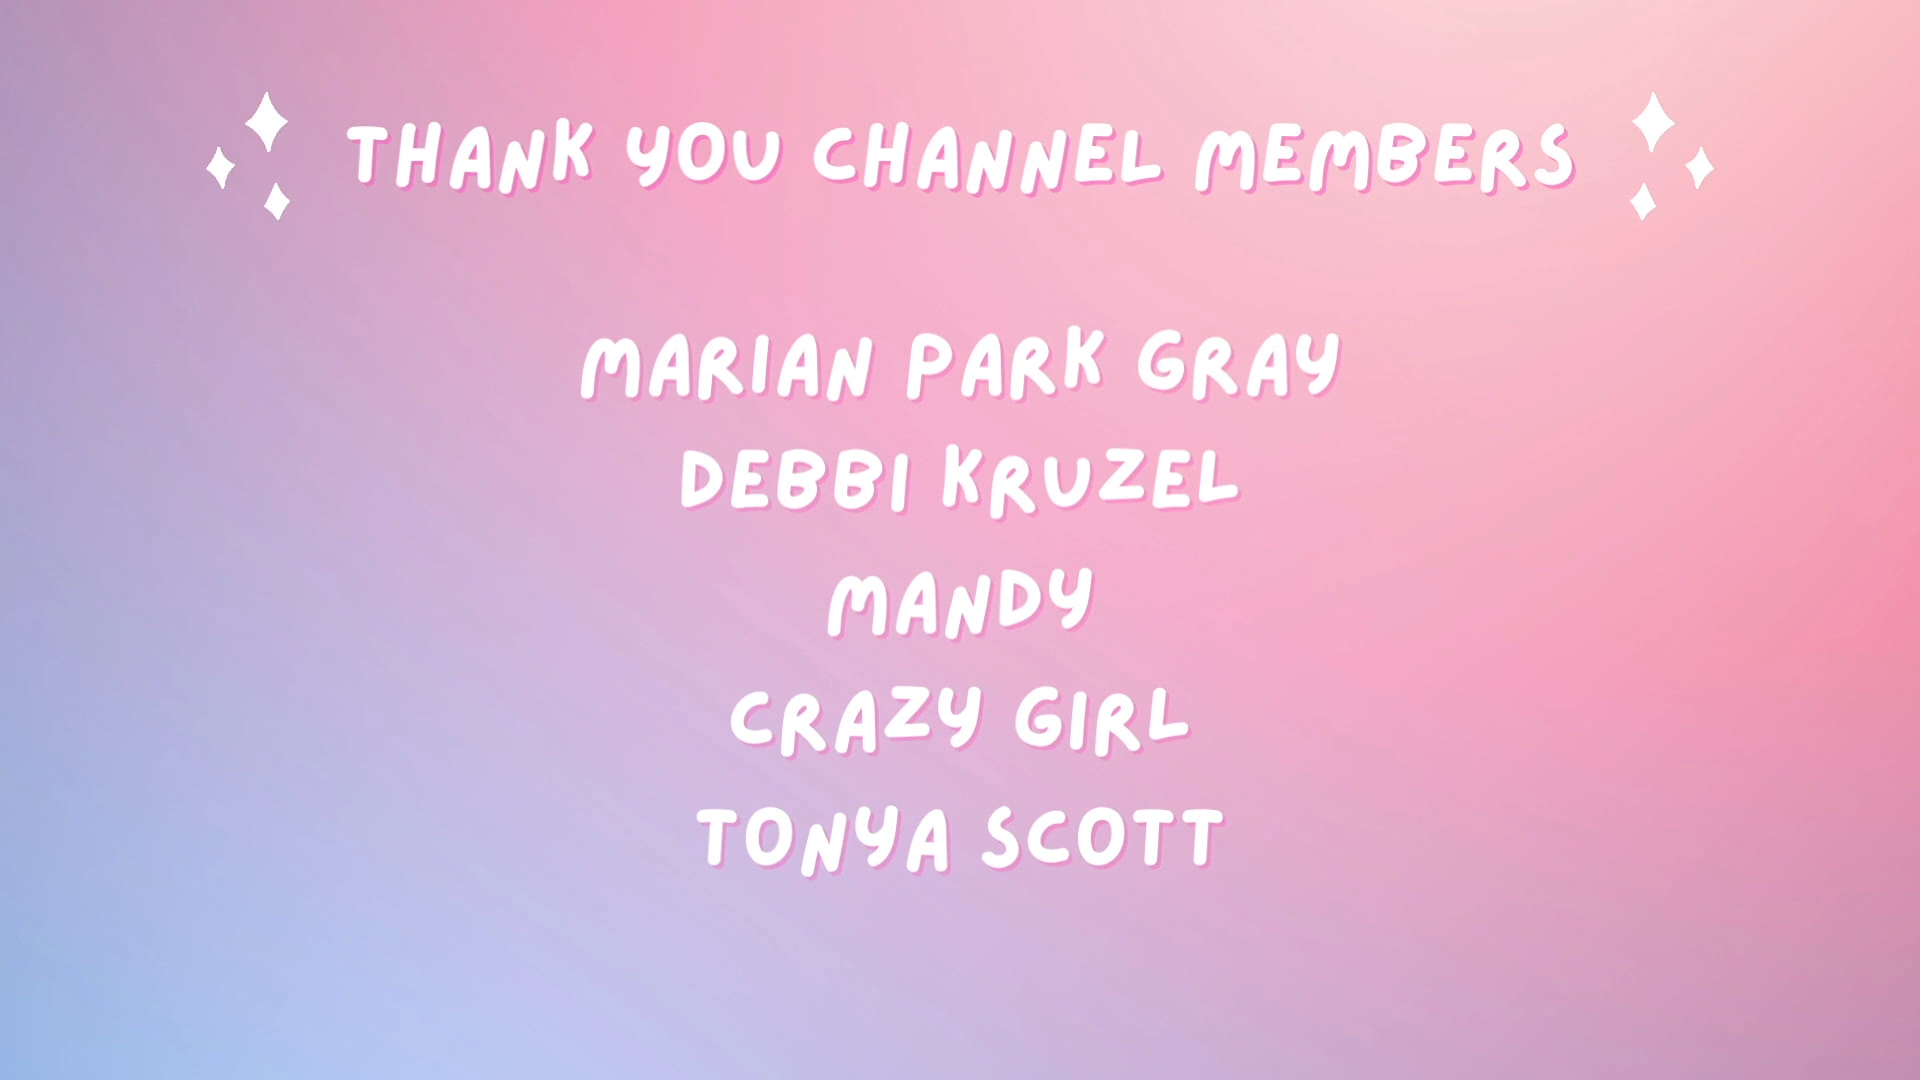 THANK YOU CHANNEL MEMBERS
MARIAN PARK GRAY
DEBBI KRUZEL
MANDY
CRAZY GIRL
TONYA SCOTT